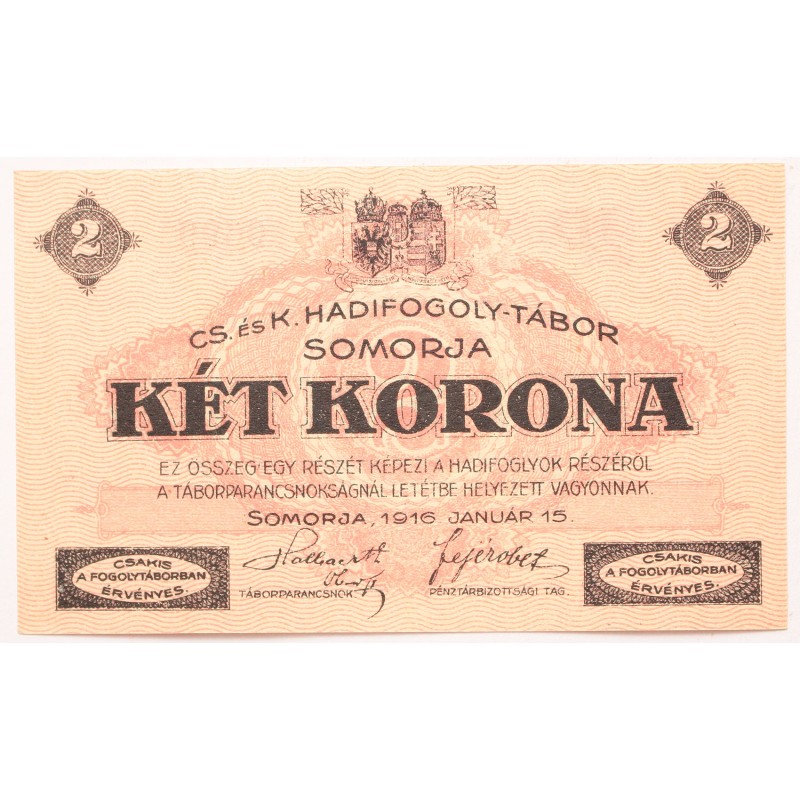 2
2
CS. ÉS K. HADIFOGOLY-TÁBOR
SOMORJA
KÉT KORONA
EZ ÖSSZEG EGY RÉSZÉT KÉPEZI A HADIFOGLYOK RÉSZÉRŐL
A TÁBORPARANCSNOKSÁGNÁL LETÉTBE HELYEZETT VAGYONNAK.
SOMORJA, 1916 JANUÁR 15.
TÁBORPARANCSNOK
PÉNZTÁRBIZOTTSÁGI TAG.
CSAKIS
A FOGOLYTÁBORBAN
ÉRVÉNYES.
CSAKIS
A FOGOLYTÁBORBAN
ÉRVÉNYES.